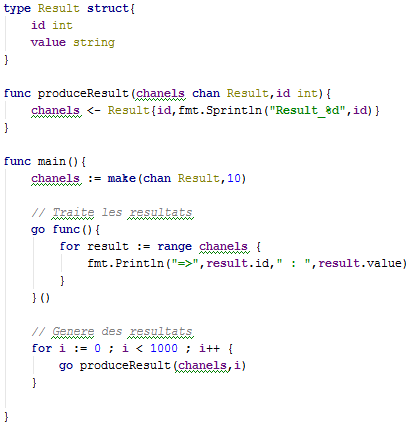 type Result struct{
    id int
    value string
}

func produceResult(chanels chan Result,id int){
    chanels <- Result{id,fmt.Sprintln("Result_%d",id)}
}

func main(){
    chanels := make(chan Result,10)

    // Traite les resultats
    go func(){
        for result := range chanels {
            fmt.Println("=>",result.id," : ",result.value)
        }
    }()

    // Genere des resultats
    for i := 0 ; i < 1000 ; i++ {
        go produceResult(chanels,i)
    }

}